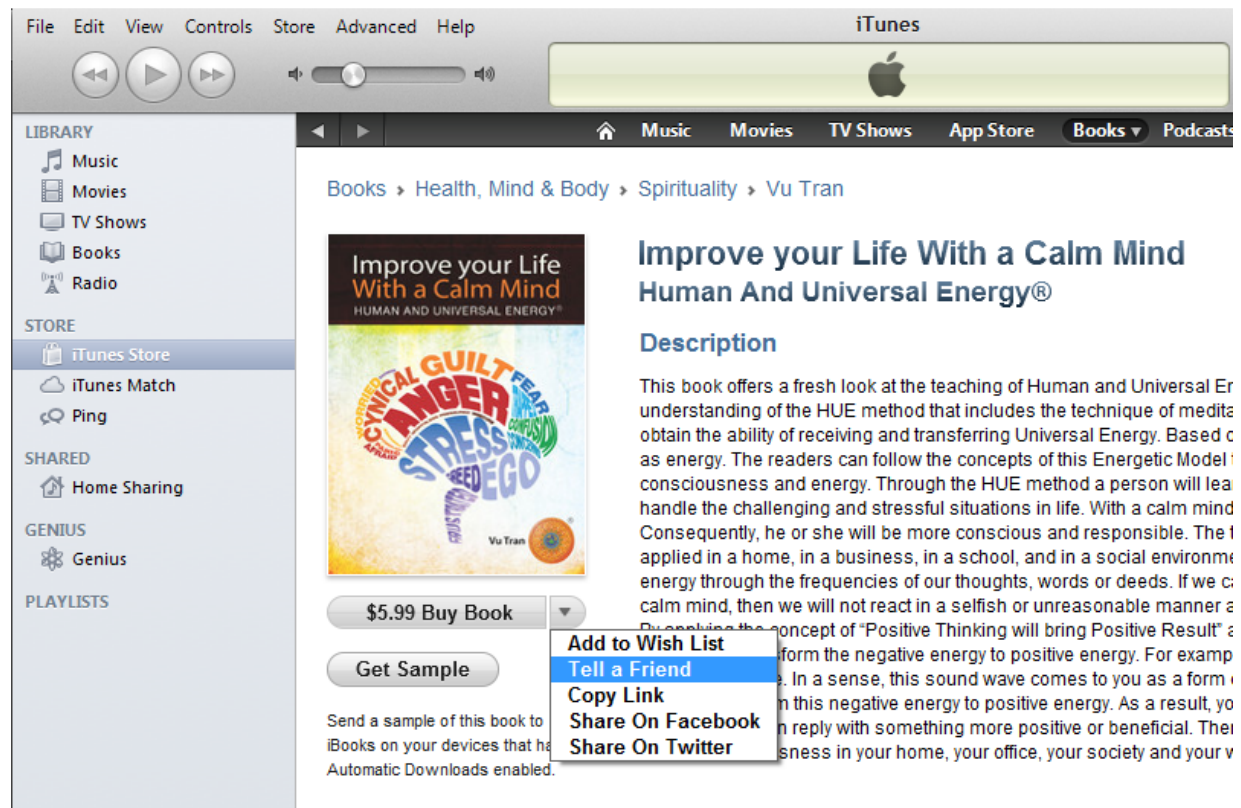 File Edit View Controls Store Advanced Help
iTunes
LIBRARY
Music
Movies
TV Shows
Books
Radio
STORE
iTunes Store
iTunes Match
Ping
SHARED
Home Sharing
GENIUS
Genius
PLAYLISTS
Music Movies TV Shows App Store Books Podcasts
Books › Health, Mind & Body › Spirituality › Vu Tran
Improve your Life
With a Calm Mind
HUMAN AND UNIVERSAL ENERGY®
WORRIED
CYNICAL
GUILT
FEAR
ANGER
CONFUSION
PANIC
AFRAID
STRESS
GREED
EGO
Vu Tran
$5.99 Buy Book
Get Sample
Send a sample of this book to
iBooks on your devices that ha
Automatic Downloads enabled.
Add to Wish List
Tell a Friend
Copy Link
Share On Facebook
Share On Twitter
Improve your Life With a Calm Mind
Human And Universal Energy®
Description
This book offers a fresh look at the teaching of Human and Universal Er
understanding of the HUE method that includes the technique of medita
obtain the ability of receiving and transferring Universal Energy. Based
as energy. The readers can follow the concepts of this Energetic Model
consciousness and energy. Through the HUE method a person will lea
handle the challenging and stressful situations in life. With a calm mind
Consequently, he or she will be more conscious and responsible. The
applied in a home, in a business, in a school, and in a social environme
energy through the frequencies of our thoughts, words or deeds. If we ca
calm mind, then we will not react in a selfish or unreasonable manner a
By applying the concept of “Positive Thinking will bring Positive Result” a
sform the negative energy to positive energy. For examp
. In a sense, this sound wave comes to you as a form
this negative energy to positive energy. As a result, yo
n reply with something more positive or beneficial. Ther
sness in your home, your office, your society and your w